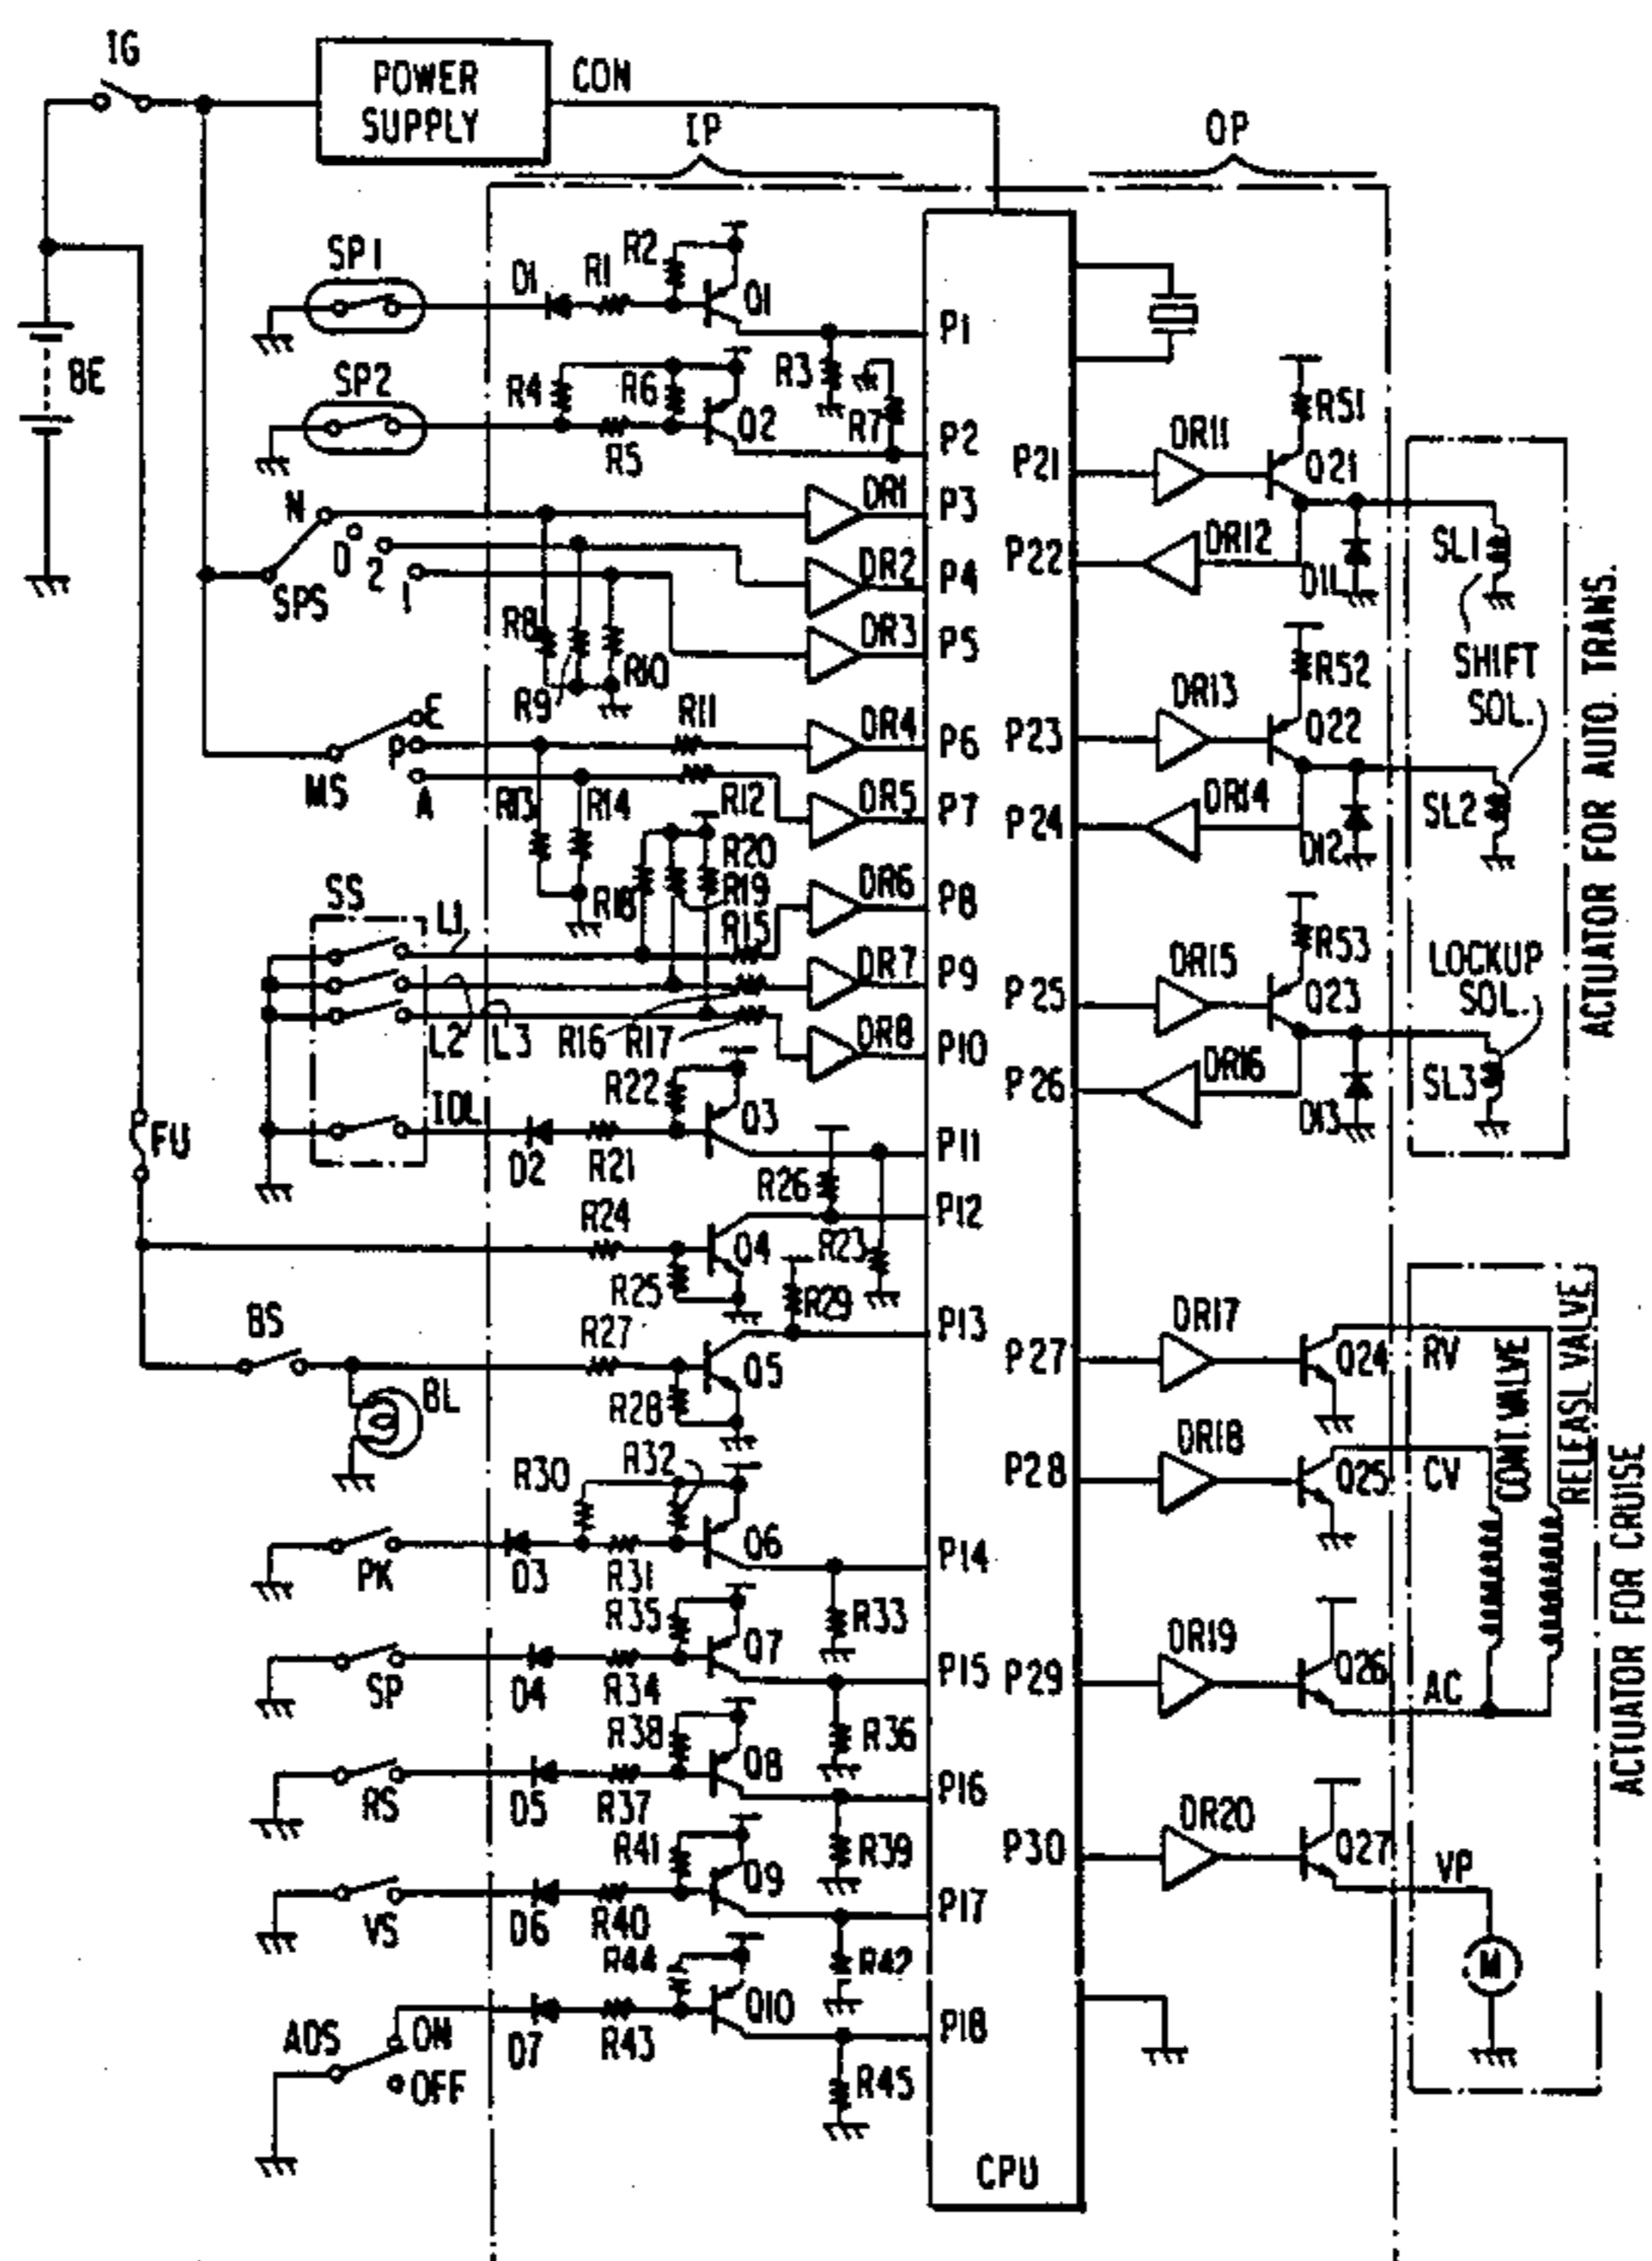 IG
POWER
SUPPLY
CON
IP
OP
SP1
D1
R1
R2
Q1
P1
BE
SP2
R4
R6
R5
Q2
R3
R7
P2
P21
DR11
R51
Q21
N
D
2
1
SPS
DR1
P3
DR2
P4
DR3
P5
P22
DR12
D11
SL1
SHIFT
SOL.
R8
R9
R10
E
P
A
MS
R11
R12
R13
R14
DR4
P6
DR5
P7
P23
DR13
R52
Q22
P24
DR14
D12
SL2
ACTUATOR FOR AUTO. TRANS.
SS
L1
L2
L3
R18
R20
R19
R15
R16
R17
DR6
P8
DR7
P9
DR8
P10
P25
DR15
R53
Q23
LOCKUP
SOL.
P26
DR16
D13
SL3
IDL
D2
R21
R22
Q3
P11
FU
R24
R25
Q4
R26
R23
P12
BS
BL
R27
R28
Q5
R29
P13
P27
DR17
Q24
RV
CONT.VALVE
RELEASE VALVE
P28
DR18
Q25
CV
PK
D3
R30
R31
R32
Q6
P14
R33
SP
D4
R34
R35
Q7
P15
R36
P29
DR19
Q26
AC
ACTUATOR FOR CRUISE
RS
D5
R37
R38
Q8
P16
R39
VS
D6
R40
R41
Q9
P17
R42
P30
DR20
Q27
VP
M
ADS
ON
OFF
D7
R43
R44
Q10
P18
R45
CPU